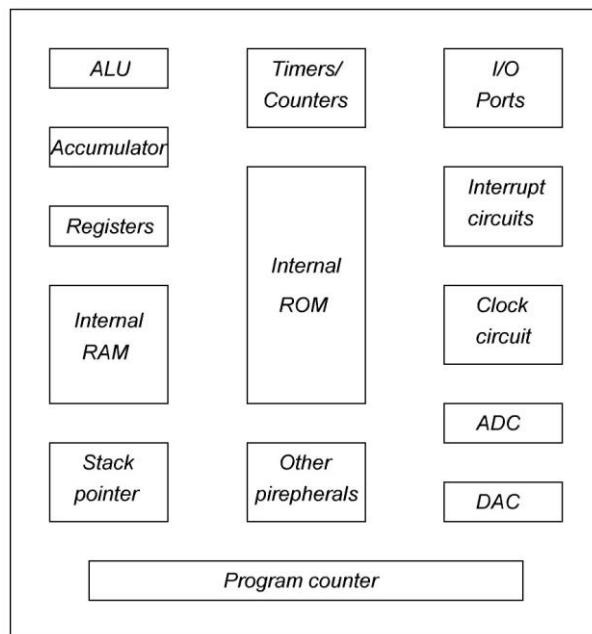 ALU
Timers/
Counters
I/O
Ports
Accumulator
Registers
Internal
ROM
Interrupt
circuits
Internal
RAM
Clock
circuit
Stack
pointer
Other
pirepherals
ADC
DAC
Program counter